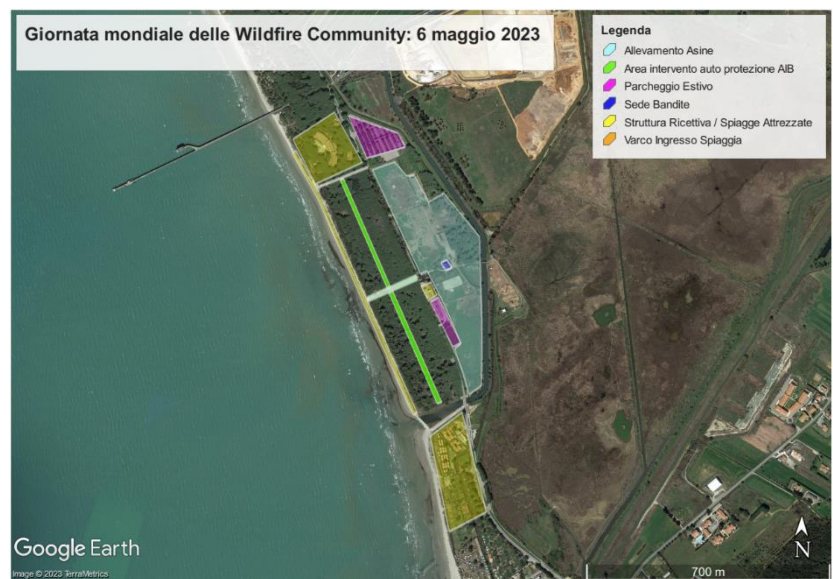 Giornata mondiale delle Wildfire Community: 6 maggio 2023
Legenda
Allevamento Asine
Area intervento auto protezione AIB
Parcheggio Estivo
Sede Bandite
Struttura Ricettiva / Spiagge Attrezzate
Varco Ingresso Spiaggia
Google Earth
Image © 2023 TerraMetrics
N
700 m